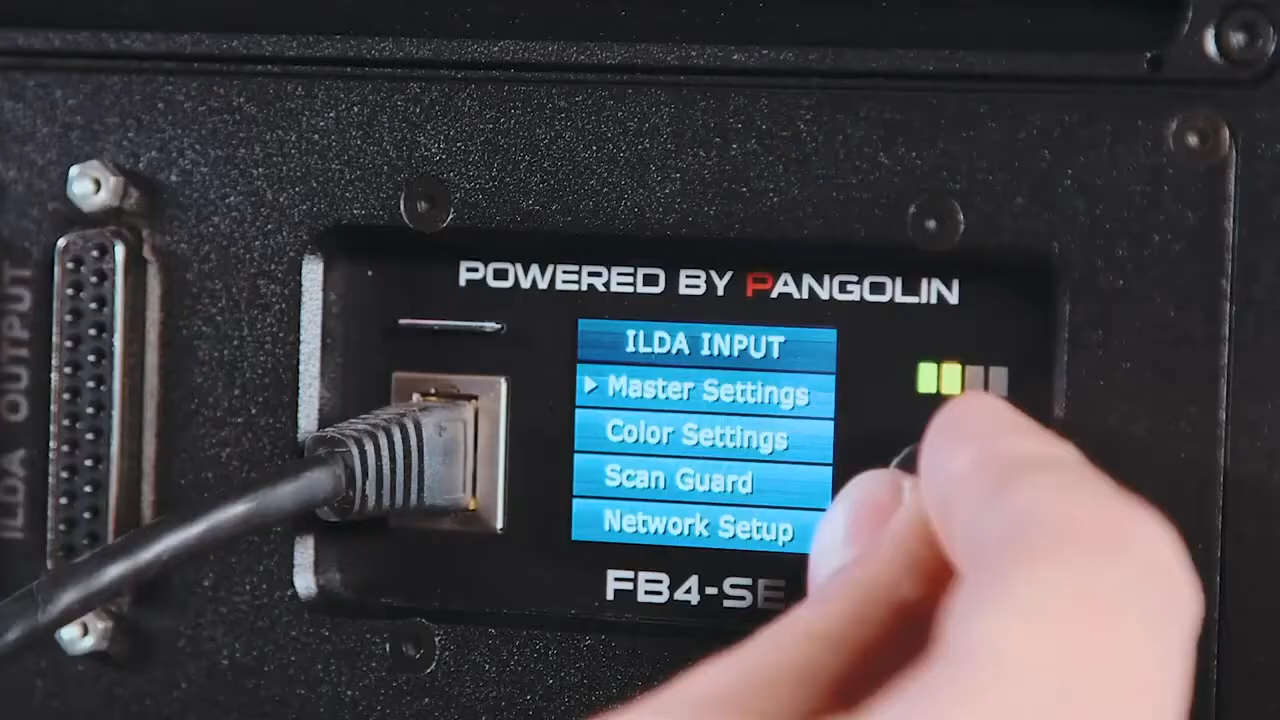 ILDA OUTPUT
POWERED BY PANGOLIN
ILDA INPUT
Master Settings
Color Settings
Scan Guard
Network Setup
FB4-SE